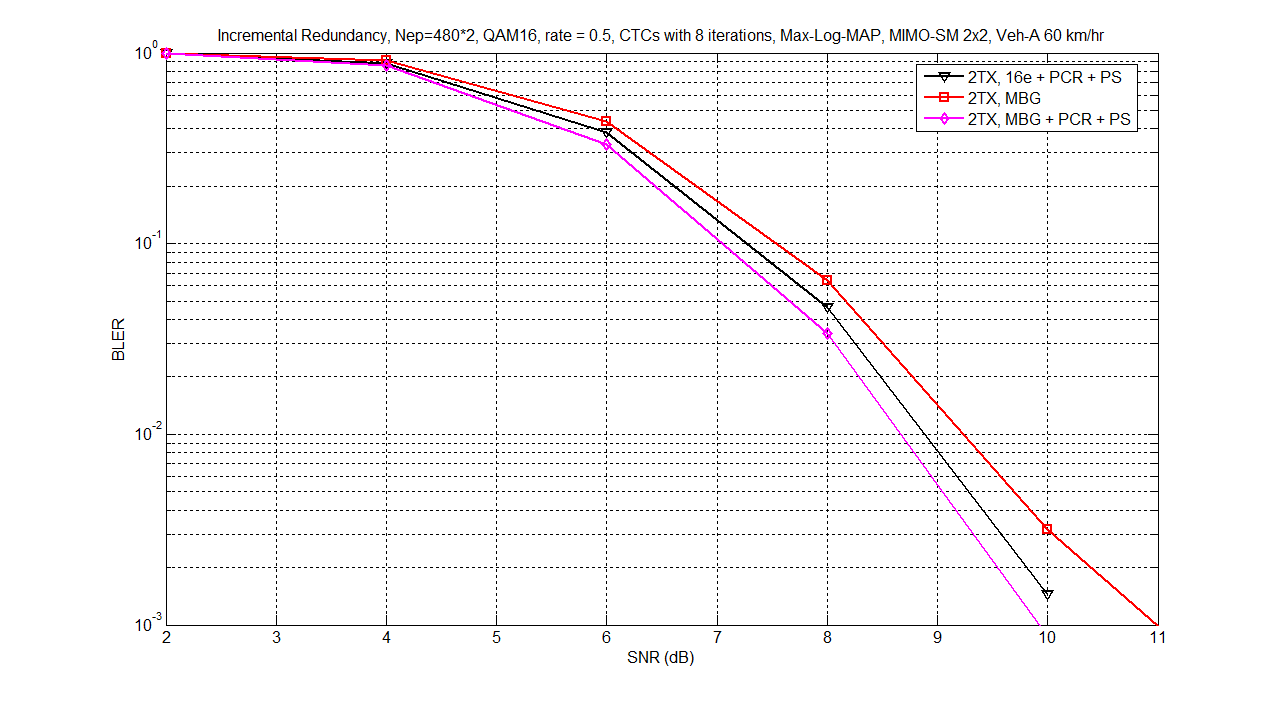 Incremental Redundancy, Nep=480*2, QAM16, rate = 0.5, CTCs with 8 iterations, Max-Log-MAP, MIMO-SM 2x2, Veh-A 60 km/hr
10^0
2TX, 16e + PCR + PS
2TX, MBG
2TX, MBG + PCR + PS
10^-1
BLER
10^-2
10^-3
2 3 4 5 6 7 8 9 10 11
SNR (dB)